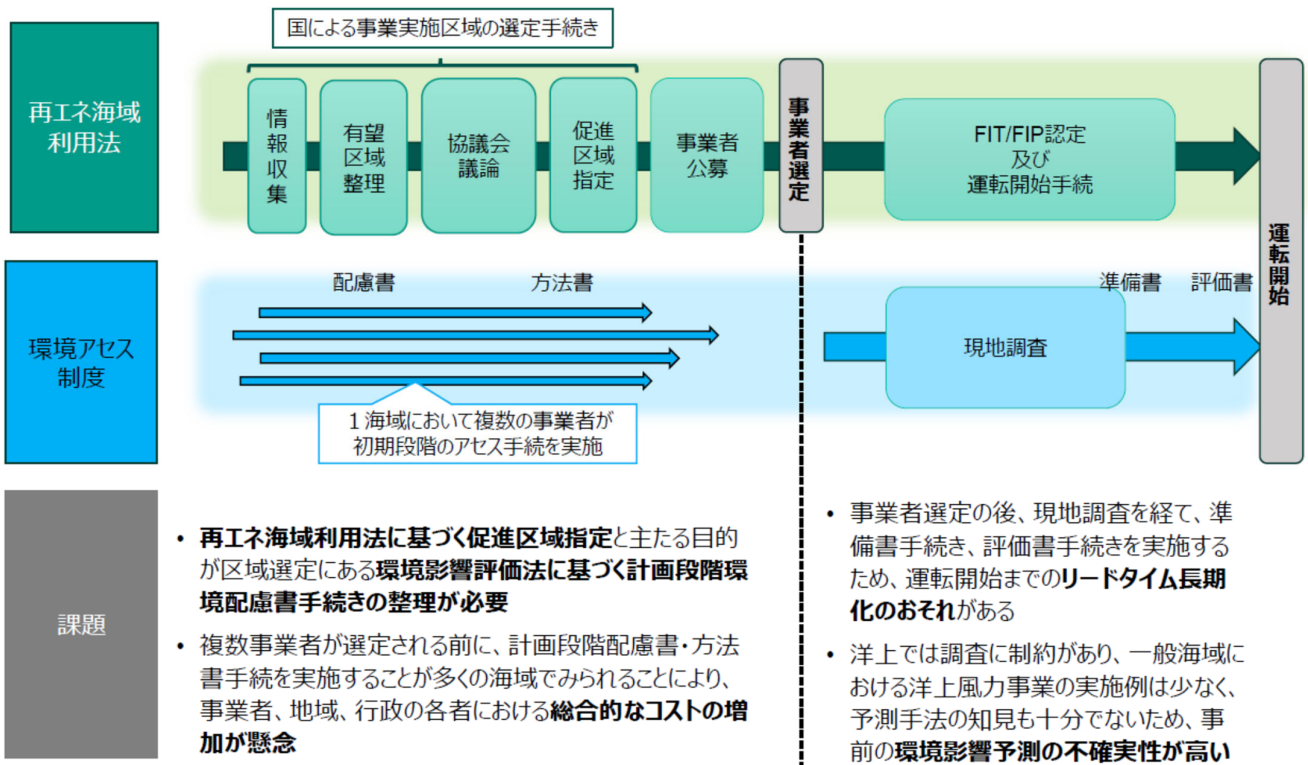 国による事業実施区域の選定手続き
再エネ海域
利用法
情
報
収
集
有望
区域
整理
協議会
議論
促進
区域
指定
事業者
公募
事業者選定
FIT/FIP認定
及び
運転開始手続
運転開始
環境アセス
制度
配慮書
方法書
準備書
評価書
現地調査
１海域において複数の事業者が
初期段階のアセス手続を実施
課題
• 再エネ海域利用法に基づく促進区域指定と主たる目的
が区域選定にある環境影響評価法に基づく計画段階環
境配慮書手続きの整理が必要
• 複数事業者が選定される前に、計画段階配慮書・方法
書手続を実施することが多くの海域でみられることにより、
事業者、地域、行政の各者における総合的なコストの増
加が懸念
• 事業者選定の後、現地調査を経て、準
備書手続き、評価書手続きを実施する
ため、運転開始までのリードタイム長期
化のおそれがある
• 洋上では調査に制約があり、一般海域に
おける洋上風力事業の実施例は少なく、
予測手法の知見も十分でないため、事
前の環境影響予測の不確実性が高い